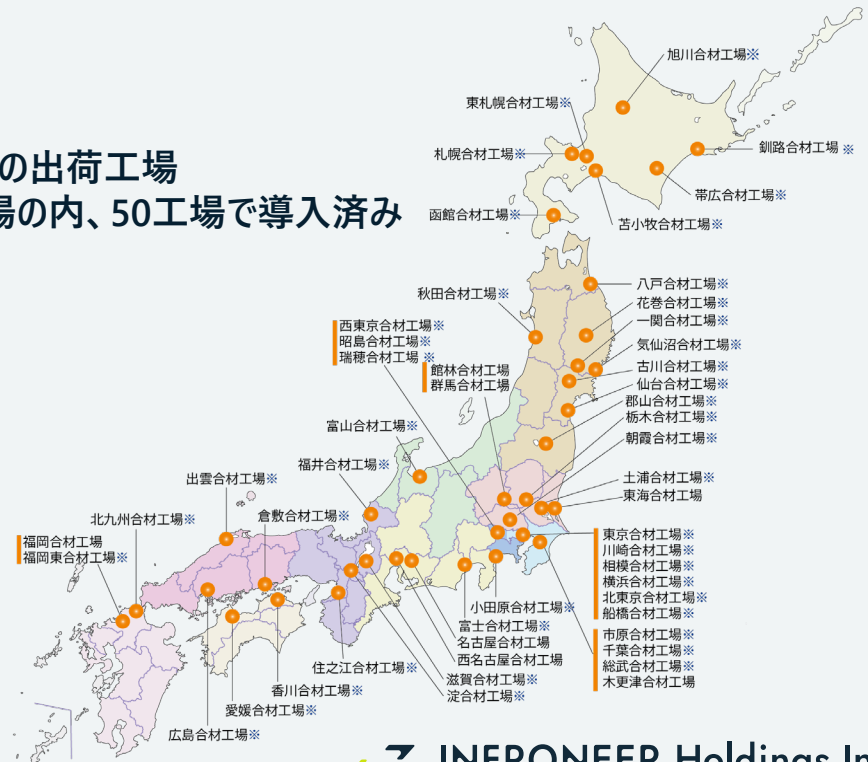 の出荷工場
場の内、50工場で導入済み
旭川合材工場※
東札幌合材工場※
札幌合材工場※
釧路合材工場 ※
帯広合材工場※
函館合材工場※
苫小牧合材工場※
八戸合材工場※
秋田合材工場※
花巻合材工場※
一関合材工場※
西東京合材工場※
昭島合材工場※
瑞穂合材工場 ※
気仙沼合材工場※
館林合材工場
群馬合材工場
古川合材工場※
仙台合材工場※
郡山合材工場※
栃木合材工場※
富山合材工場※
朝霞合材工場※
福井合材工場※
土浦合材工場※
出雲合材工場※
東海合材工場
北九州合材工場※
倉敷合材工場※
福岡合材工場
福岡東合材工場※
東京合材工場※
川崎合材工場※
相模合材工場※
横浜合材工場※
北東京合材工場※
船橋合材工場※
小田原合材工場※
富士合材工場※
名古屋合材工場
西名古屋合材工場
市原合材工場※
千葉合材工場※
総武合材工場※
木更津合材工場
住之江合材工場※
滋賀合材工場※
淀合材工場※
香川合材工場※
愛媛合材工場※
広島合材工場※
INFRONEER Holdings In